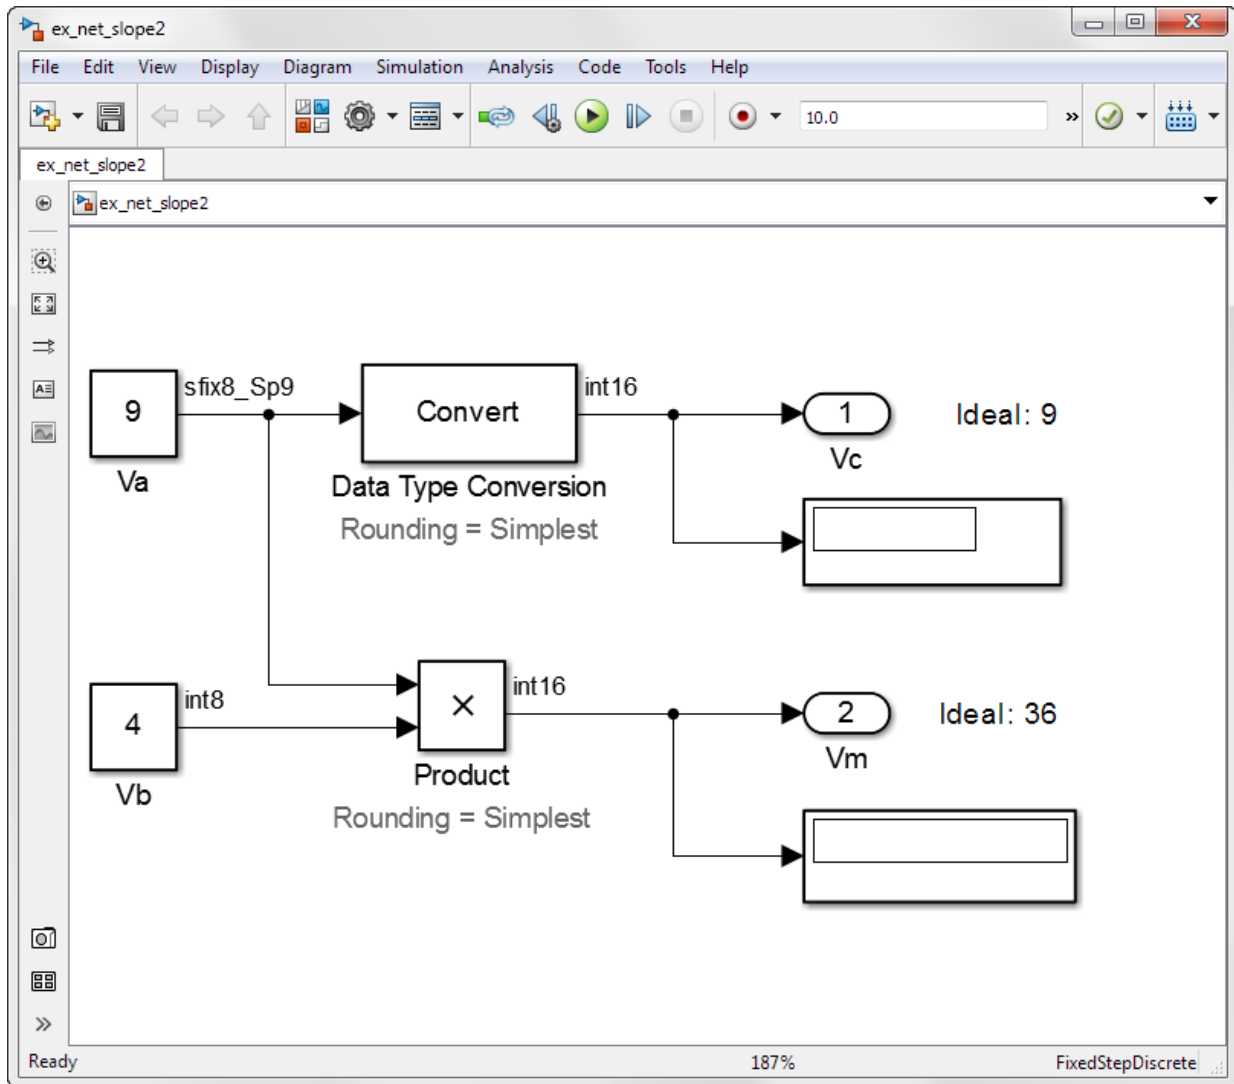 ex_net_slope2
File Edit View Display Diagram Simulation Analysis Code Tools Help
10.0
ex_net_slope2
ex_net_slope2
9
sfix8_Sp9
Va
Convert
int16
Data Type Conversion
Rounding = Simplest
1
Vc
Ideal: 9
4
int8
Vb
×
int16
Product
Rounding = Simplest
2
Vm
Ideal: 36
Ready 187% FixedStepDiscrete